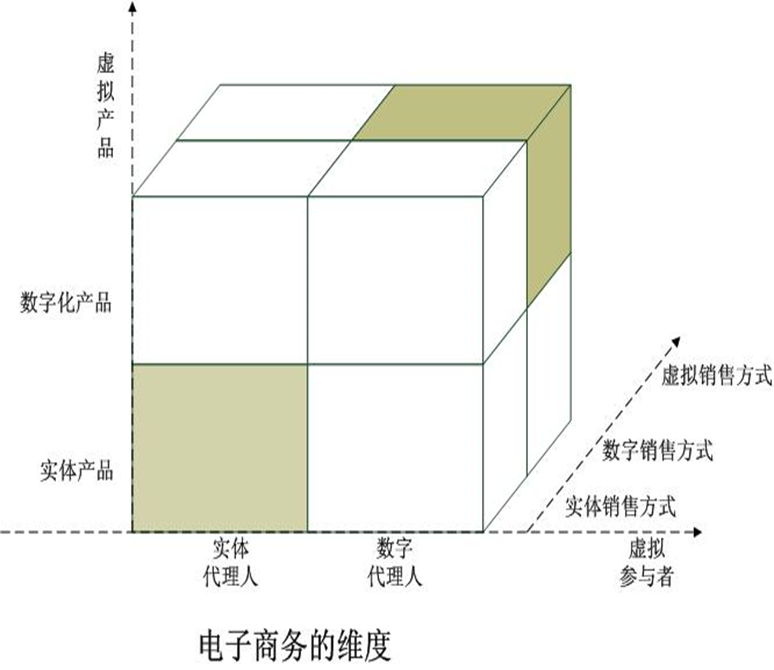 虚拟产品
数字化产品
虚拟销售方式
数字销售方式
实体产品
实体销售方式
实体
代理人
数字
代理人
虚拟
参与者
电子商务的维度